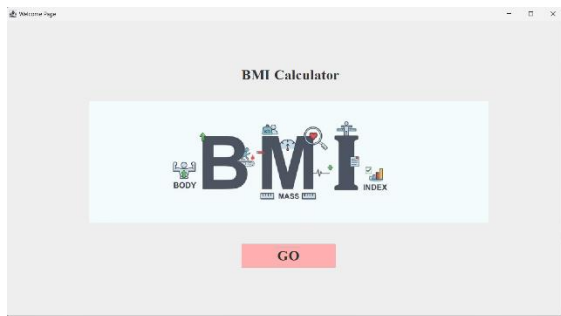 Welcome Page
BMI Calculator
BMI
BODY
MASS
INDEX
GO